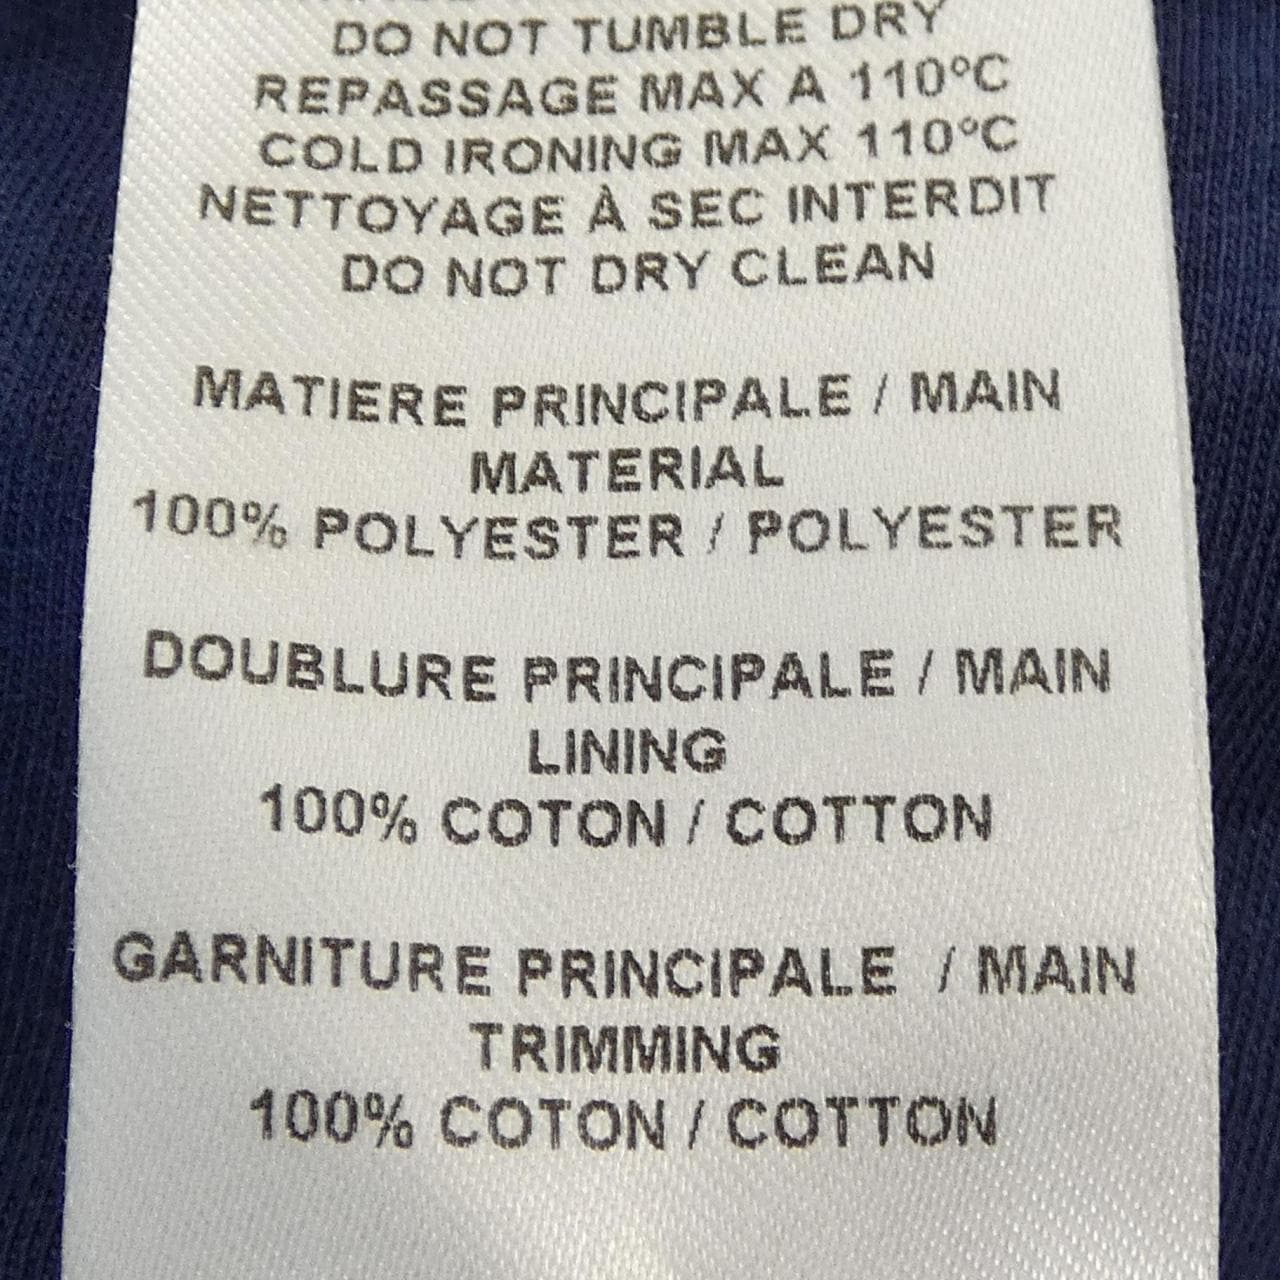 DO NOT TUMBLE DRY
REPASSAGE MAX A 110°C
COLD IRONING MAX 110°C
NETTOYAGE À SEC INTERDIT
DO NOT DRY CLEAN
MATIERE PRINCIPALE / MAIN
MATERIAL
100% POLYESTER / POLYESTER
DOUBLURE PRINCIPALE / MAIN
LINING
100% COTON / COTTON
GARNITURE PRINCIPALE / MAIN
TRIMMING
100% COTON / COTTON